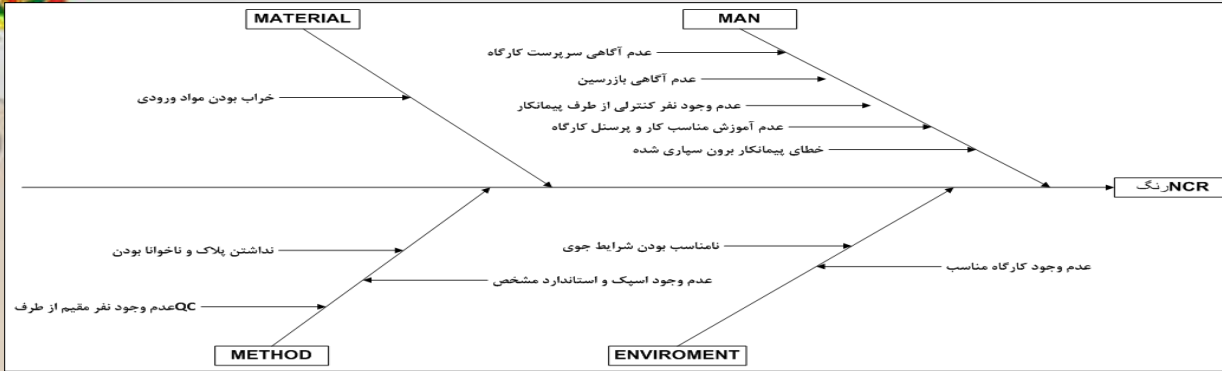 MATERIAL
MAN
عدم آگاهی سرپرست کارگاه
عدم آگاهی بازرسین
خراب بودن مواد ورودی
عدم وجود نفر کنترلی از طرف پیمانکار
عدم آموزش مناسب کار و پرسنل کارگاه
خطای پیمانکار برون سپاری شده
NCRرنگ
نداشتن پلاک و ناخوانا بودن
نامناسب بودن شرایط جوی
عدم وجود کارگاه مناسب
عدم وجود اسپک و استاندارد مشخص
QCعدم وجود نفر مقیم از طرف
METHOD
ENVIROMENT